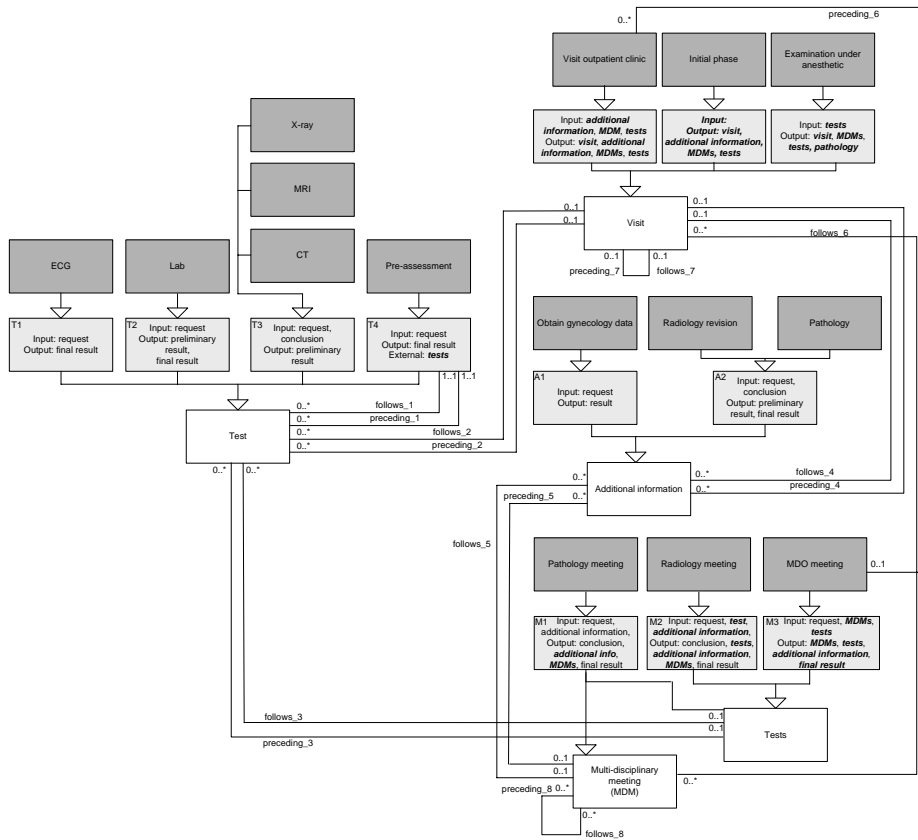 preceding_6
0..*
Visit outpatient clinic
Initial phase
Examination under
anesthetic
Input: additional
information, MDM, tests
Output: visit, additional
information, MDMs, tests
Input:
Output: visit,
additional information,
MDMs, tests
Input: tests
Output: visit, MDMs,
tests, pathology
X-ray
MRI
CT
ECG
Lab
Pre-assessment
0..1
0..1
Visit
0..1
0..1
0..*
follows_6
0..1
0..1
preceding_7
follows_7
T1
Input: request
Output: final result
T2
Input: request
Output: preliminary
result,
final result
T3
Input: request,
conclusion
Output: preliminary
result
T4
Input: request
Output: final result
External: tests
1..1
1..1
Obtain gynecology data
Radiology revision
Pathology
A1
Input: request
Output: result
A2
Input: request,
conclusion
Output: preliminary
result, final result
Test
0..*
follows_1
0..*
preceding_1
0..*
follows_2
0..*
preceding_2
0..*
0..*
0..*
preceding_5
0..*
Additional information
0..*
follows_4
0..*
preceding_4
follows_5
Pathology meeting
Radiology meeting
MDO meeting
0..1
M1
Input: request,
additional information,
Output: conclusion,
additional info,
MDMs, final result
M2
Input: request, test,
additional information,
Output: conclusion, tests,
additional information,
MDMs, final result
M3
Input: request, MDMs,
tests
Output: MDMs, tests,
additional information,
final result
follows_3
0..1
preceding_3
0..1
Tests
0..1
0..1
preceding_8
0..*
Multi-disciplinary
meeting
(MDM)
0..*
0..*
follows_8